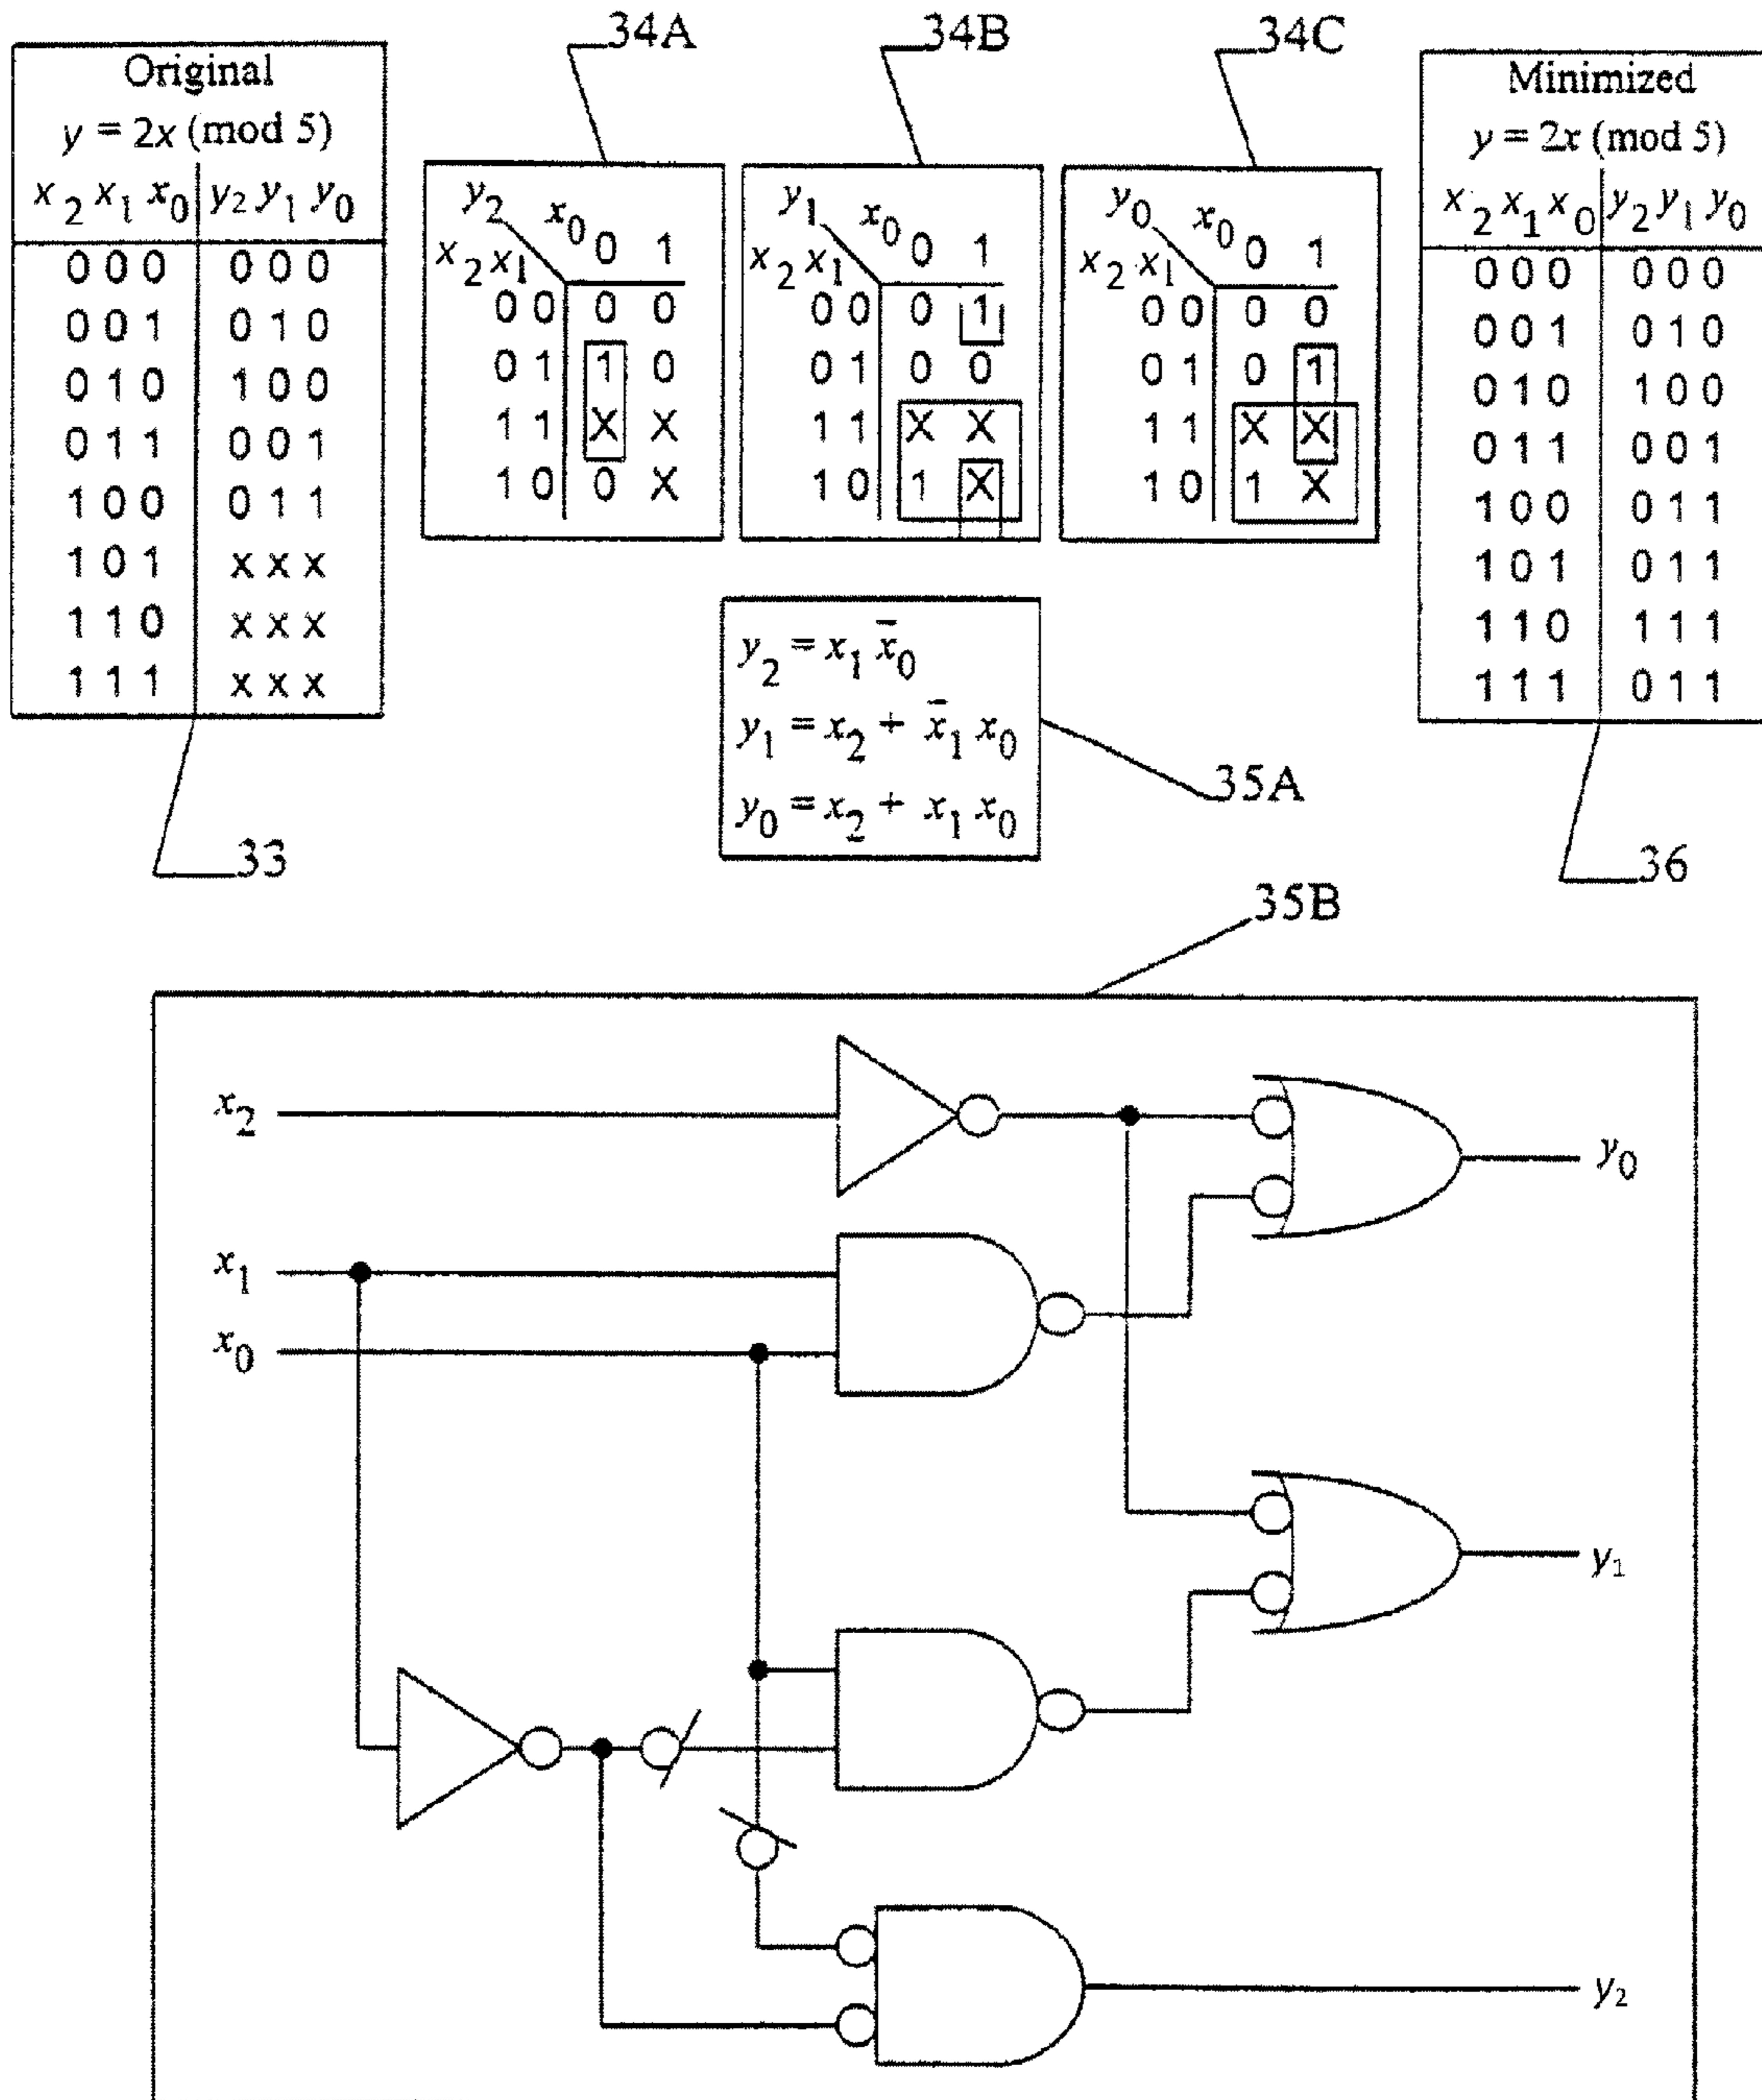 34A
34B
34C
Original
y = 2x (mod 5)
x2 x1 x0 y2 y1 y0
0 0 0 0 0 0
0 0 1 0 1 0
0 1 0 1 0 0
0 1 1 0 0 1
1 0 0 0 1 1
1 0 1 x x x
1 1 0 x x x
1 1 1 x x x
33
y2 x0 0 1
x2 x1
0 0 0 0
0 1 1 0
1 1 X X
1 0 0 X
y1 x0 0 1
x2 x1
0 0 0 1
0 1 0 0
1 1 X X
1 0 1 X
y0 x0 0 1
x2 x1
0 0 0 0
0 1 0 1
1 1 X X
1 0 1 X
Minimized
y = 2x (mod 5)
x2 x1 x0 y2 y1 y0
0 0 0 0 0 0
0 0 1 0 1 0
0 1 0 1 0 0
0 1 1 0 0 1
1 0 0 0 1 1
1 0 1 0 1 1
1 1 0 1 1 1
1 1 1 0 1 1
36
y2 = x1 x̄0
y1 = x2 + x̄1 x0
y0 = x2 + x1 x0
35A
35B
x2
y0
x1
x0
y1
y2